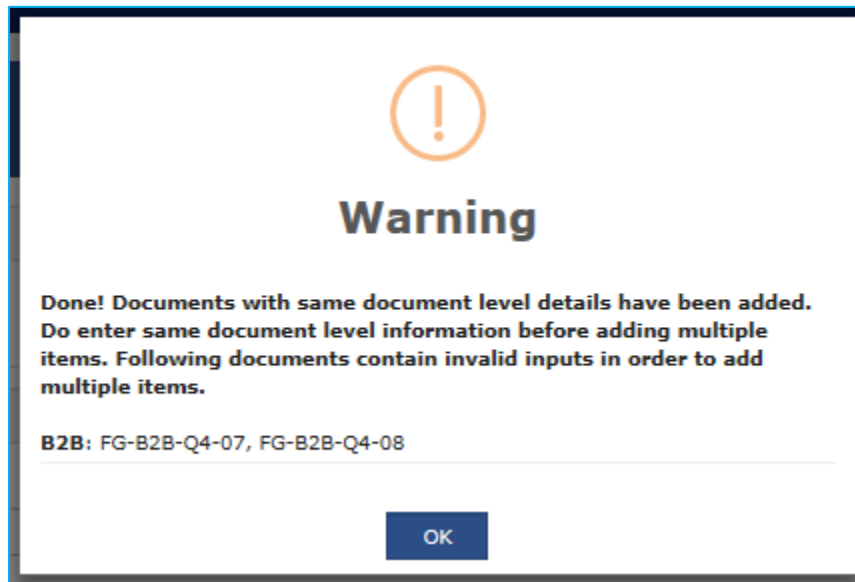 Warning
Done! Documents with same document level details have been added.
Do enter same document level information before adding multiple
items. Following documents contain invalid inputs in order to add
multiple items.
B2B: FG-B2B-Q4-07, FG-B2B-Q4-08
OK